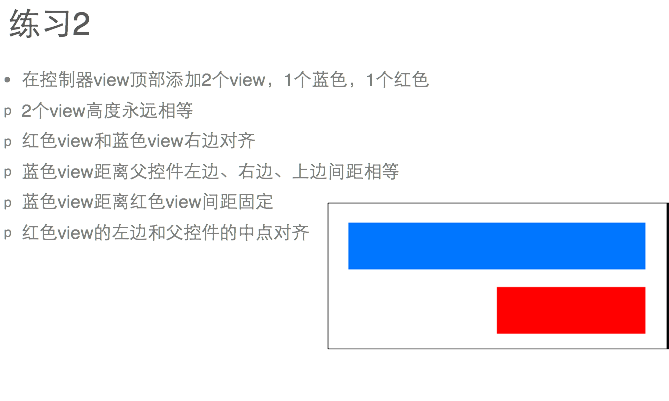 练习2
• 在控制器view顶部添加2个view，1个蓝色，1个红色
p 2个view高度永远相等
p 红色view和蓝色view右边对齐
p 蓝色view距离父控件左边、右边、上边间距相等
p 蓝色view距离红色view间距固定
p 红色view的左边和父控件的中点对齐